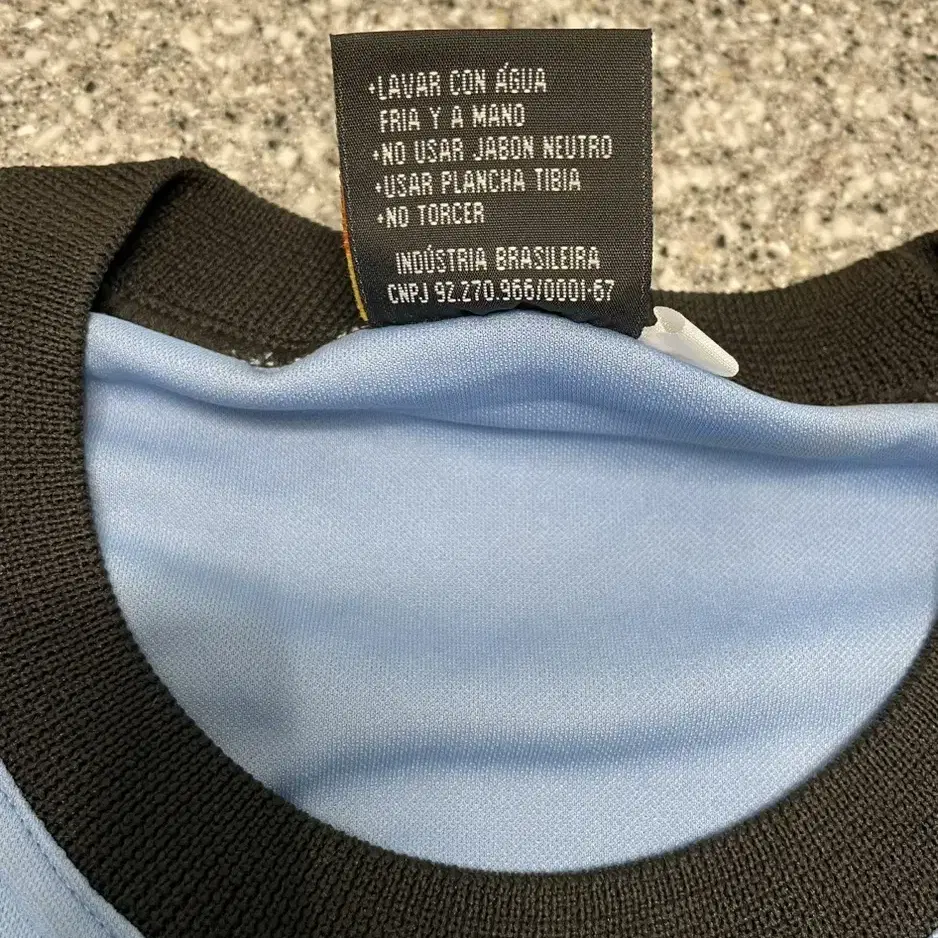 •LAVAR CON ÁGUA
FRIA Y A MANO
•NO USAR JABON NEUTRO
•USAR PLANCHA TIBIA
•NO TORCER
INDÚSTRIA BRASILEIRA
CNPJ 92.270.966/0001-67